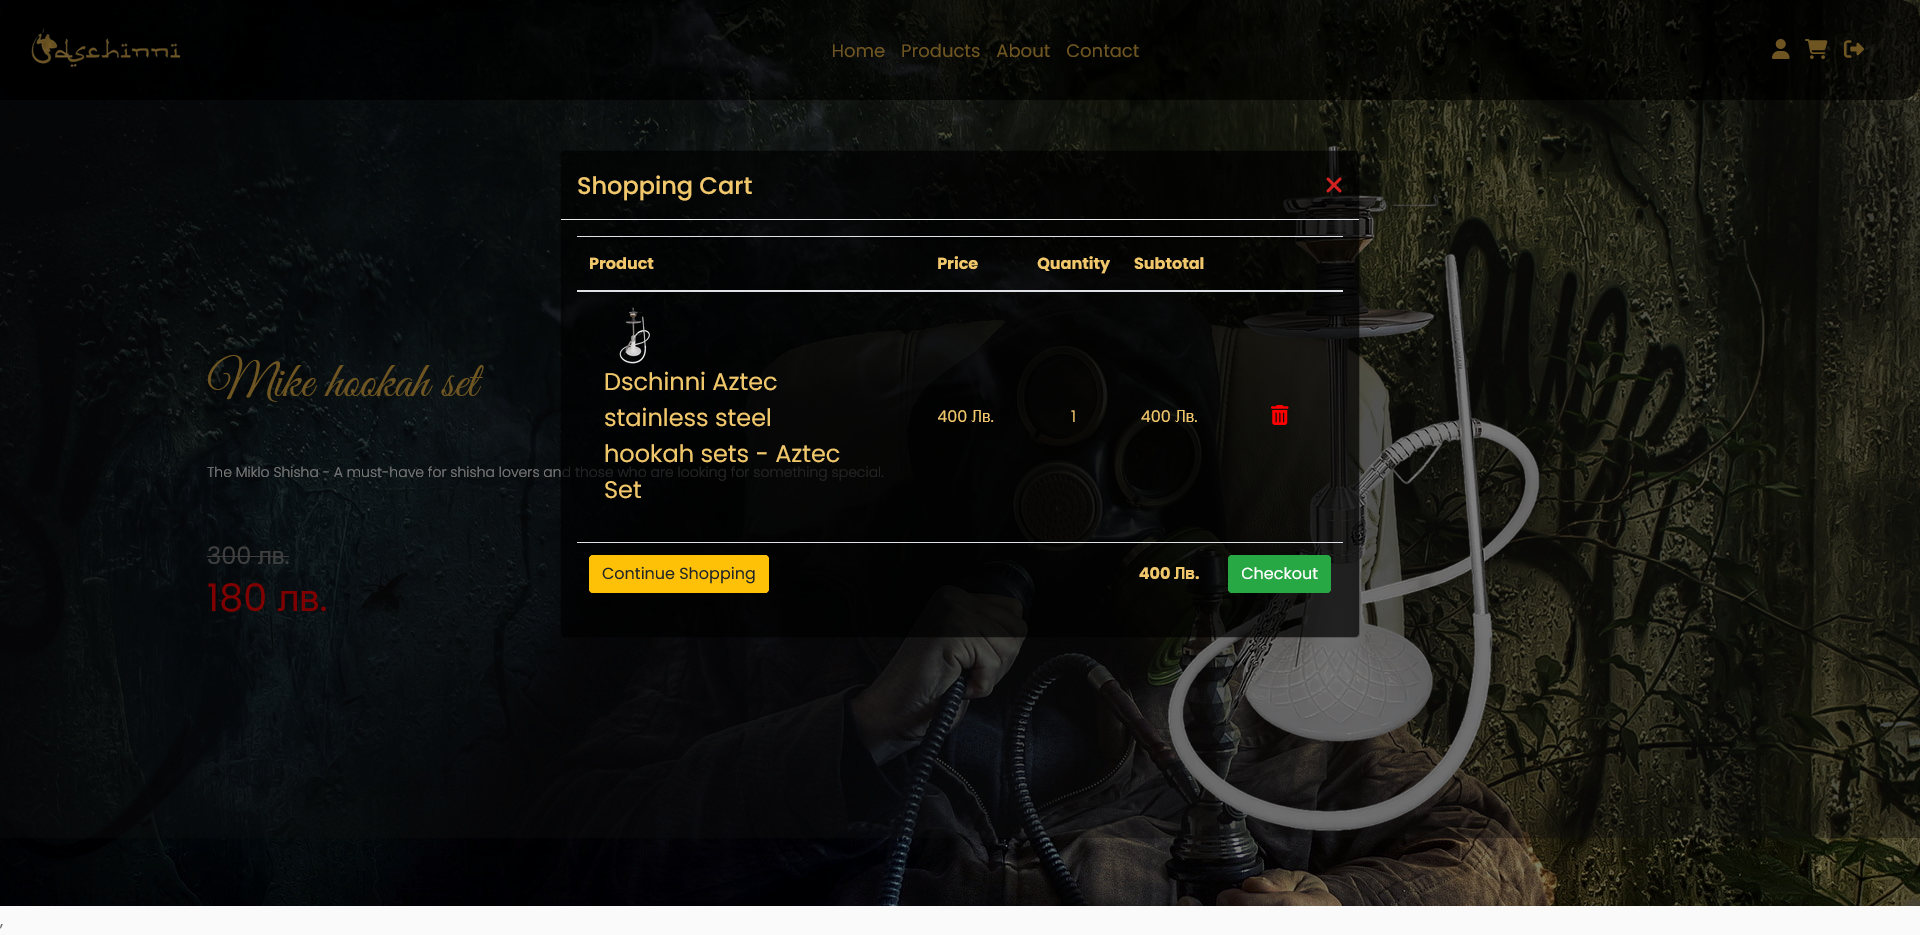 dschinni
Home Products About Contact
Shopping Cart
Product Price Quantity Subtotal
Dschinni Aztec
stainless steel
hookah sets - Aztec
Set
400 Лв. 1 400 Лв.
Continue Shopping 400 Лв. Checkout
Mike hookah set
The Miklo Shisha - A must-have for shisha lovers and those who are looking for something special.
300 лв.
180 лв.
,